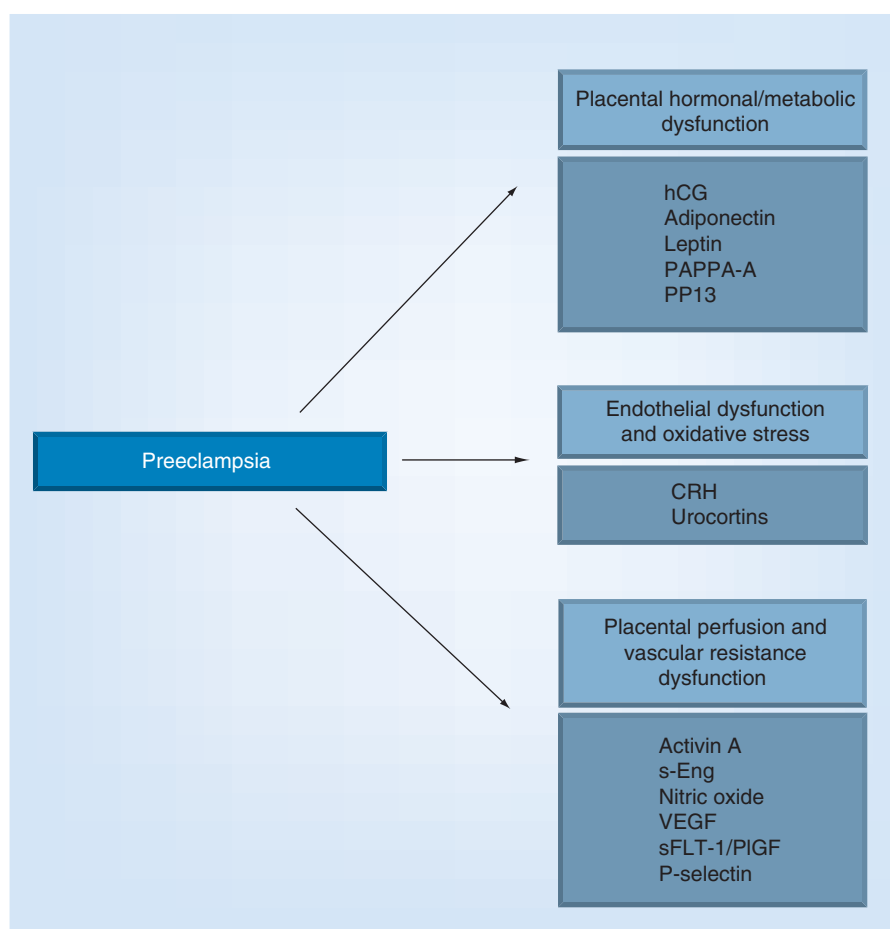 Placental hormonal/metabolic
dysfunction
hCG
Adiponectin
Leptin
PAPPA-A
PP13
Preeclampsia
Endothelial dysfunction
and oxidative stress
CRH
Urocortins
Placental perfusion and
vascular resistance
dysfunction
Activin A
s-Eng
Nitric oxide
VEGF
sFLT-1/PlGF
P-selectin